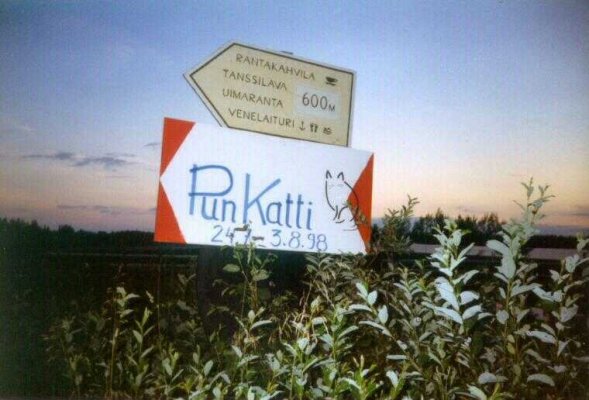 RANTAKAHVILA
TANSSILAVA
UIMARANTA
VENELAITURI
600M
PunKatti
24.7-3.8.98